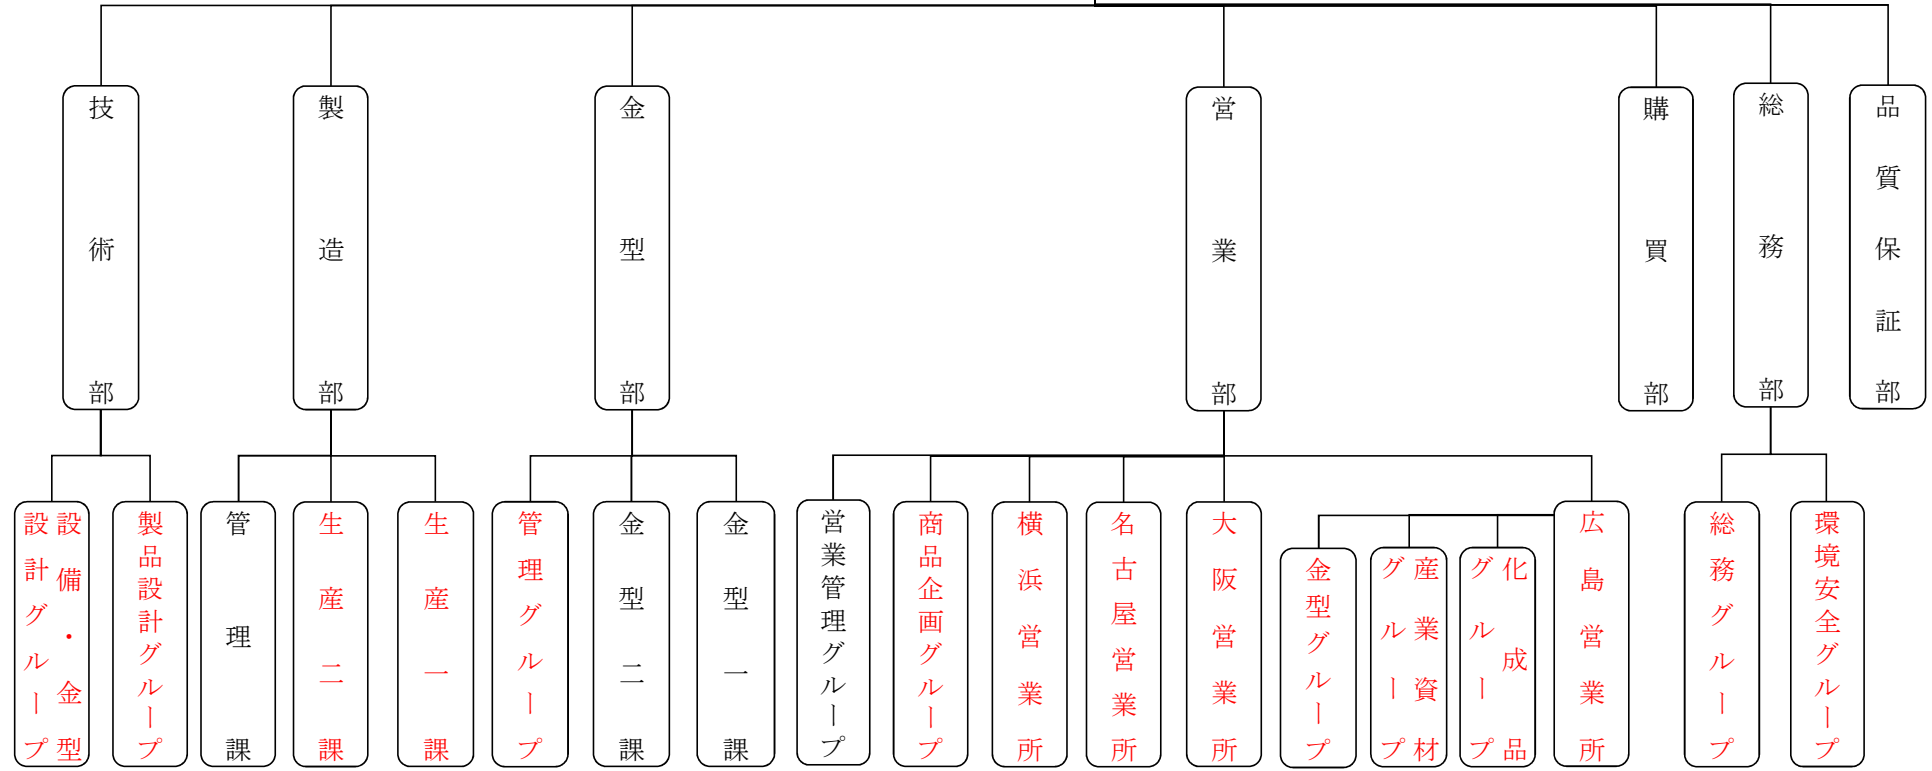 品質保証部
総務部
購買部
営業部
金型部
製造部
技術部
環境安全グループ
総務グループ
広島営業所
化成品
グループ
産業資材
グループ
金型グループ
大阪営業所
名古屋営業所
横浜営業所
商品企画グループ
営業管理グループ
金型一課
金型二課
管理グループ
生産一課
生産二課
管理課
製品設計グループ
設備・金型
設計グループ